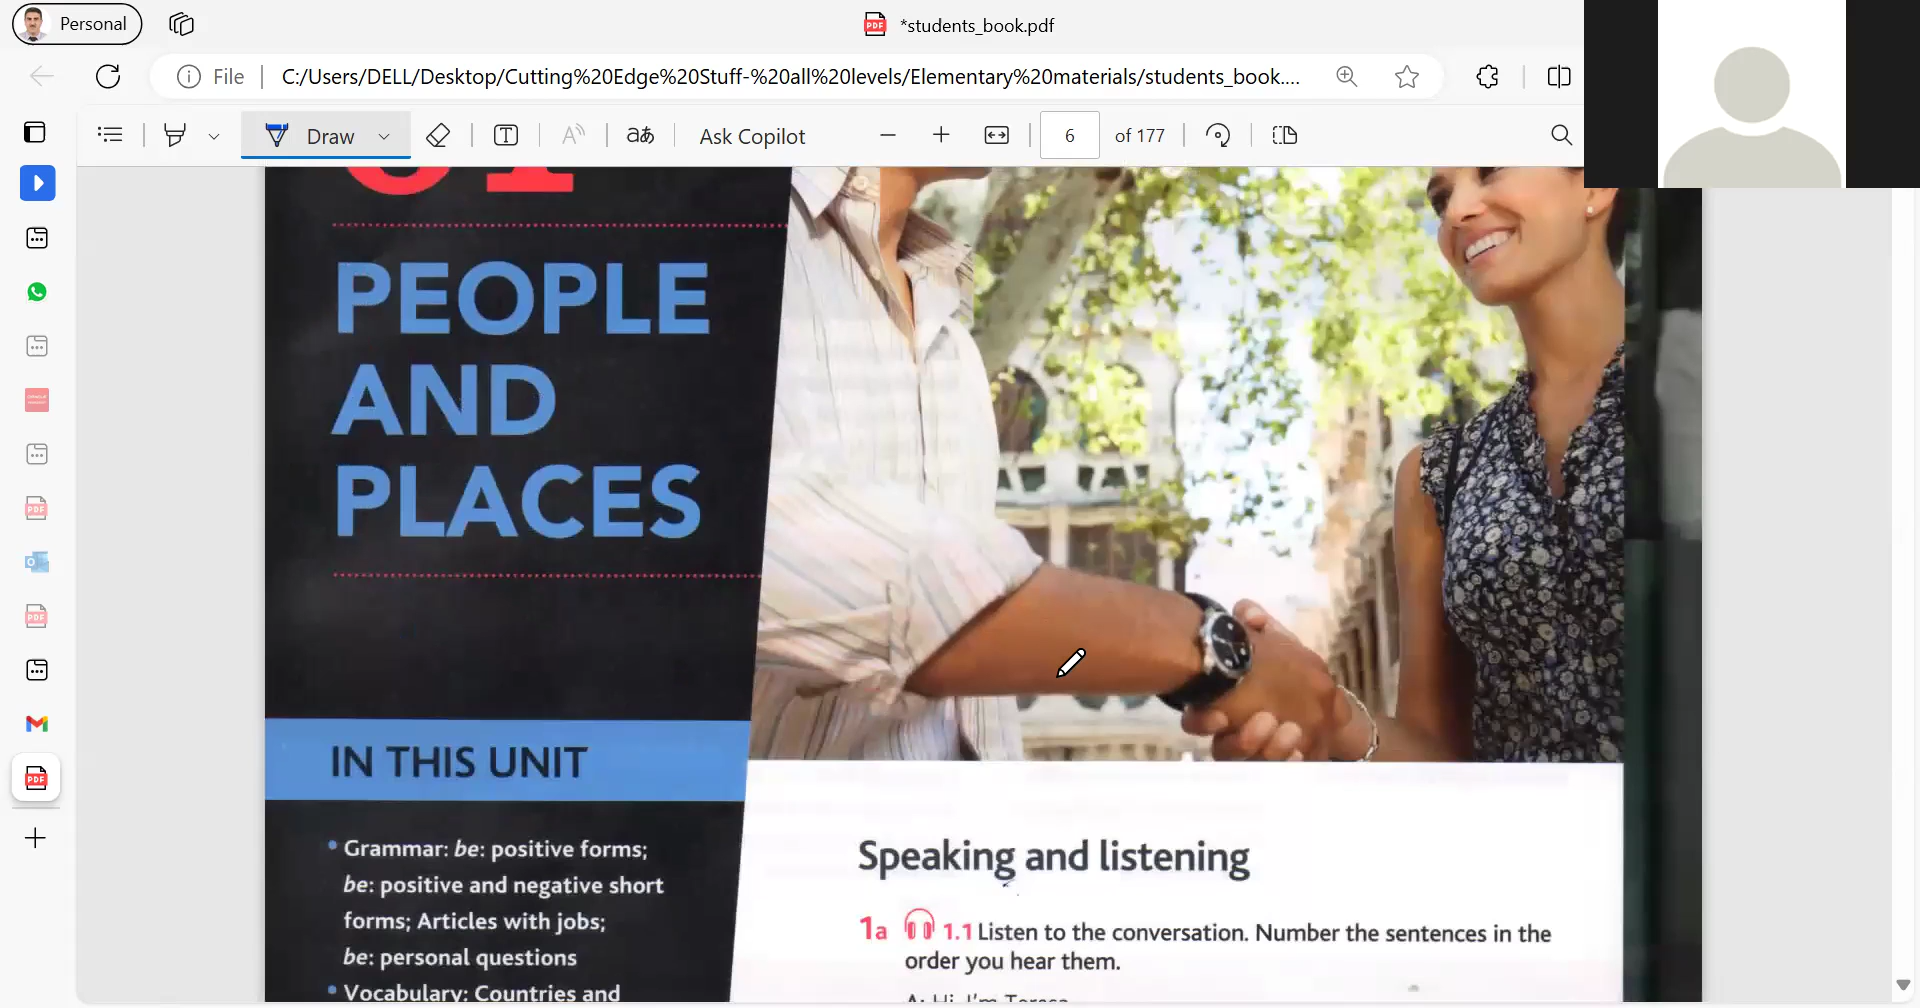 Personal
*students_book.pdf
File
C:/Users/DELL/Desktop/Cutting%20Edge%20Stuff-%20all%20levels/Elementary%20materials/students_book....
Draw
Ask Copilot
6
of 177
PEOPLE
AND
PLACES
IN THIS UNIT
• Grammar: be: positive forms;
be: positive and negative short
forms; Articles with jobs;
be: personal questions
• Vocabulary: Countries and
Speaking and listening
1a 1.1 Listen to the conversation. Number the sentences in the
order you hear them.
A: Hi, I'm Teresa